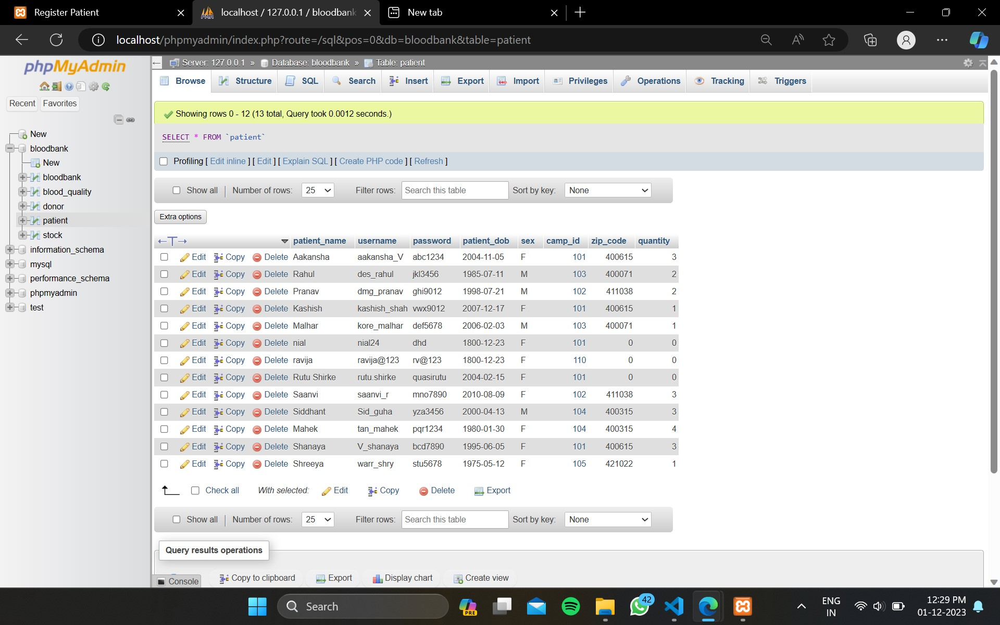 Register Patient
localhost / 127.0.0.1 / bloodbank
New tab
localhost/phpmyadmin/index.php?route=/sql&pos=0&db=bloodbank&table=patient
phpMyAdmin
Recent Favorites
New
bloodbank
New
bloodbank
blood_quality
donor
patient
stock
information_schema
mysql
performance_schema
phpmyadmin
test
Server: 127.0.0.1 » Database: bloodbank » Table: patient
Browse Structure SQL Search Insert Export Import Privileges Operations Tracking Triggers
Showing rows 0 - 12 (13 total, Query took 0.0012 seconds.)
SELECT * FROM `patient`
Profiling [ Edit inline ] [ Edit ] [ Explain SQL ] [ Create PHP code ] [ Refresh ]
Show all | Number of rows: 25 Filter rows: Search this table Sort by key: None
Extra options
←T→ patient_name username password patient_dob sex camp_id zip_code quantity
Edit Copy Delete Aakansha aakansha_V abc1234 2004-11-05 F 101 400615 3
Edit Copy Delete Rahul des_rahul jkl3456 1985-07-11 M 103 400071 2
Edit Copy Delete Pranav dmg_pranav ghi9012 1998-07-21 M 102 411038 2
Edit Copy Delete Kashish kashish_shah vwx9012 2007-12-17 F 101 400615 1
Edit Copy Delete Malhar kore_malhar def5678 2006-02-03 M 103 400071 1
Edit Copy Delete nial nial24 dhd 1800-12-23 F 101 0 0
Edit Copy Delete ravija ravija@123 rv@123 1800-12-23 F 110 0 0
Edit Copy Delete Rutu Shirke rutu.shirke quasirutu 2004-02-15 F 101 0 0
Edit Copy Delete Saanvi saanvi_r mno7890 2010-08-09 F 102 411038 3
Edit Copy Delete Siddhant Sid_guha yza3456 2000-04-13 M 104 400315 3
Edit Copy Delete Mahek tan_mahek pqr1234 1980-01-30 F 104 400315 4
Edit Copy Delete Shanaya V_shanaya bcd7890 1995-06-05 F 101 400615 3
Edit Copy Delete Shreeya warr_shry stu5678 1975-05-12 F 105 421022 1
Check all With selected: Edit Copy Delete Export
Show all | Number of rows: 25 Filter rows: Search this table Sort by key: None
Query results operations
Console Copy to clipboard Export Display chart Create view
Search
PRE
42
ENG
IN
12:29 PM
01-12-2023